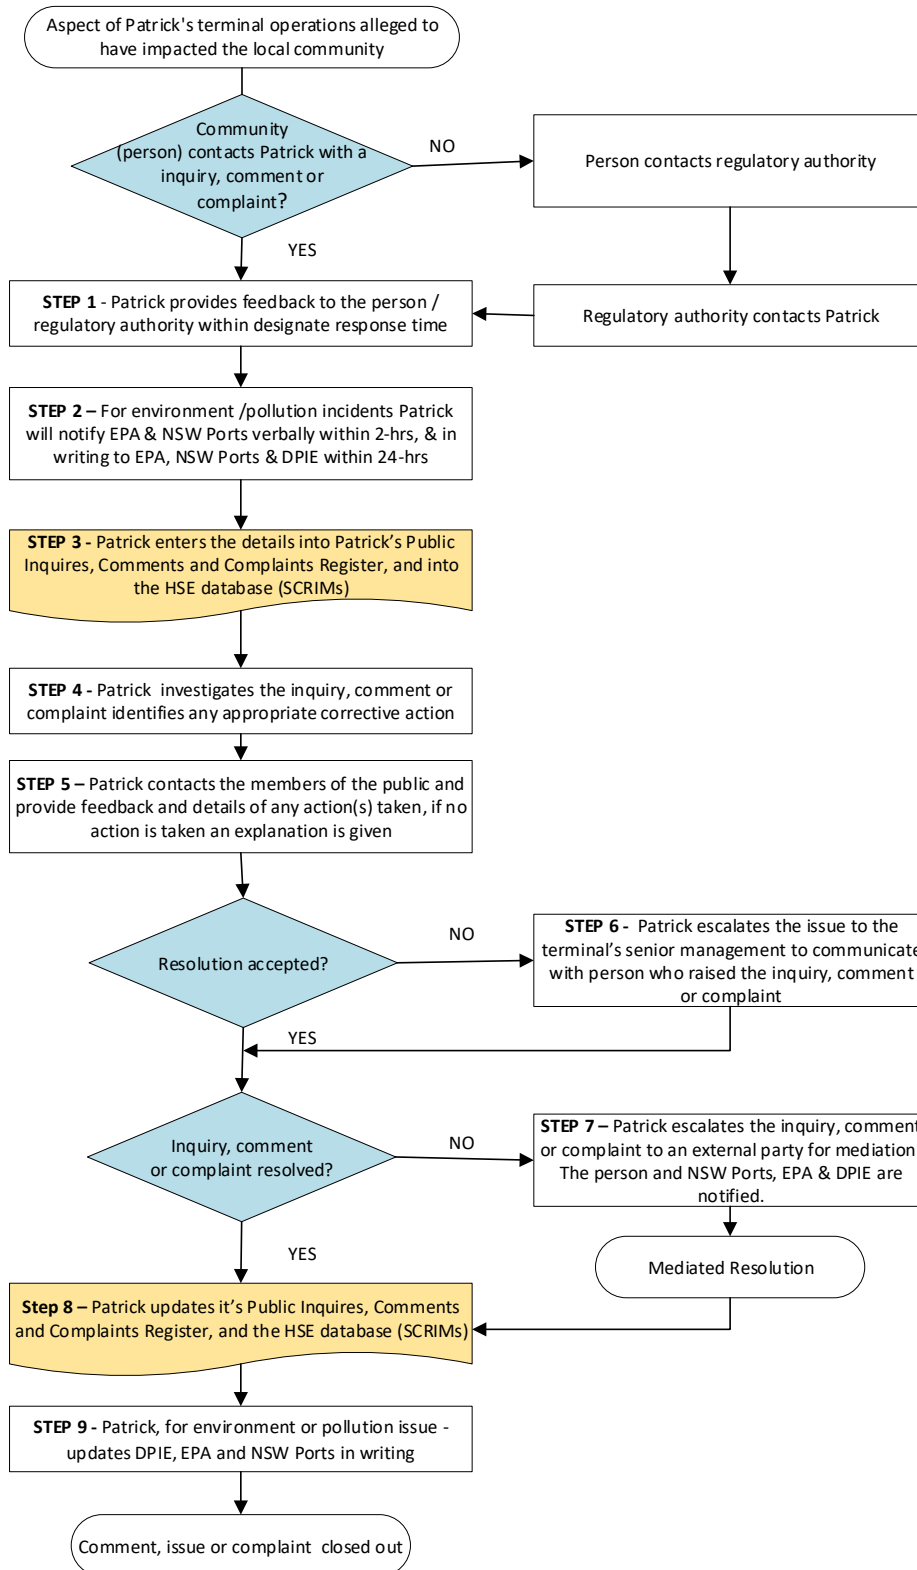 Aspect of Patrick's terminal operations alleged to
have impacted the local community
Community
(person) contacts Patrick with a
inquiry, comment or
complaint?
NO
Person contacts regulatory authority
YES
STEP 1 - Patrick provides feedback to the person /
regulatory authority within designate response time
Regulatory authority contacts Patrick
STEP 2 – For environment /pollution incidents Patrick
will notify EPA & NSW Ports verbally within 2-hrs, & in
writing to EPA, NSW Ports & DPIE within 24-hrs
STEP 3 - Patrick enters the details into Patrick's Public
Inquires, Comments and Complaints Register, and into
the HSE database (SCRIMs)
STEP 4 - Patrick investigates the inquiry, comment or
complaint identifies any appropriate corrective action
STEP 5 – Patrick contacts the members of the public and
provide feedback and details of any action(s) taken, if no
action is taken an explanation is given
Resolution accepted?
NO
STEP 6 - Patrick escalates the issue to the
terminal's senior management to communicate
with person who raised the inquiry, comment
or complaint
YES
Inquiry, comment
or complaint resolved?
NO
STEP 7 – Patrick escalates the inquiry, comment
or complaint to an external party for mediation
The person and NSW Ports, EPA & DPIE are
notified.
YES
Mediated Resolution
Step 8 – Patrick updates it's Public Inquires, Comments
and Complaints Register, and the HSE database (SCRIMs)
STEP 9 - Patrick, for environment or pollution issue -
updates DPIE, EPA and NSW Ports in writing
Comment, issue or complaint closed out